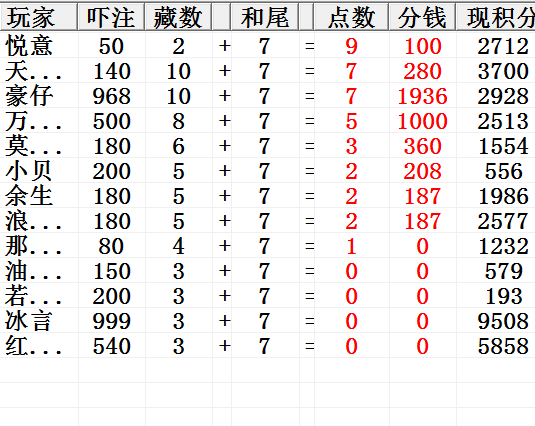 玩家 吓注 藏数 和尾 点数 分钱 现积分
悦意 50 2 + 7 = 9 100 2712
天... 140 10 + 7 = 7 280 3700
豪仔 968 10 + 7 = 7 1936 2928
万... 500 8 + 7 = 5 1000 2513
莫... 180 6 + 7 = 3 360 1554
小贝 200 5 + 7 = 2 208 556
余生 180 5 + 7 = 2 187 1986
浪... 180 5 + 7 = 2 187 2577
那... 80 4 + 7 = 1 0 1232
油... 150 3 + 7 = 0 0 579
若... 200 3 + 7 = 0 0 193
冰言 999 3 + 7 = 0 0 9508
红... 540 3 + 7 = 0 0 5858